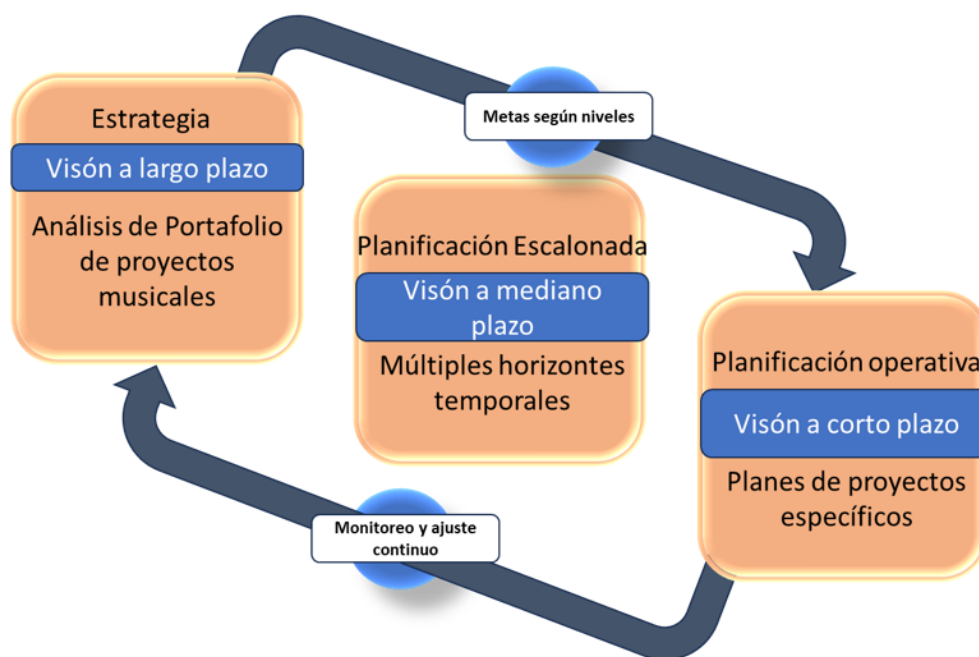 Estrategia
Visón a largo plazo
Análisis de Portafolio
de proyectos
musicales
Metas según niveles
Planificación Escalonada
Visón a mediano
plazo
Múltiples horizontes
temporales
Planificación operativa
Visón a corto plazo
Planes de proyectos
específicos
Monitoreo y ajuste
continuo